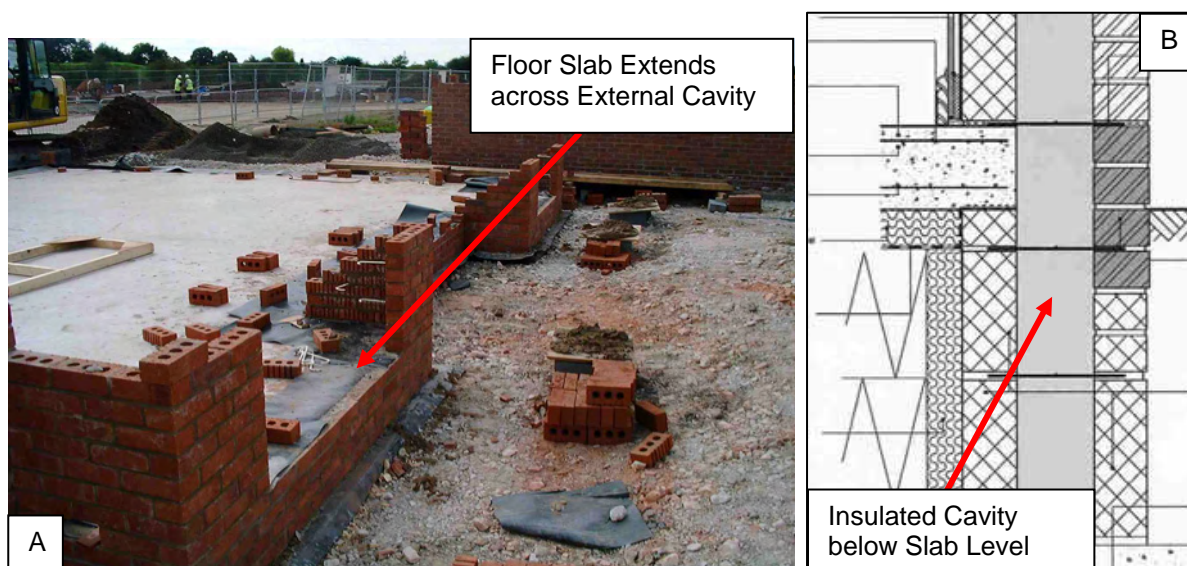 Floor Slab Extends
across External Cavity
A
B
Insulated Cavity
below Slab Level